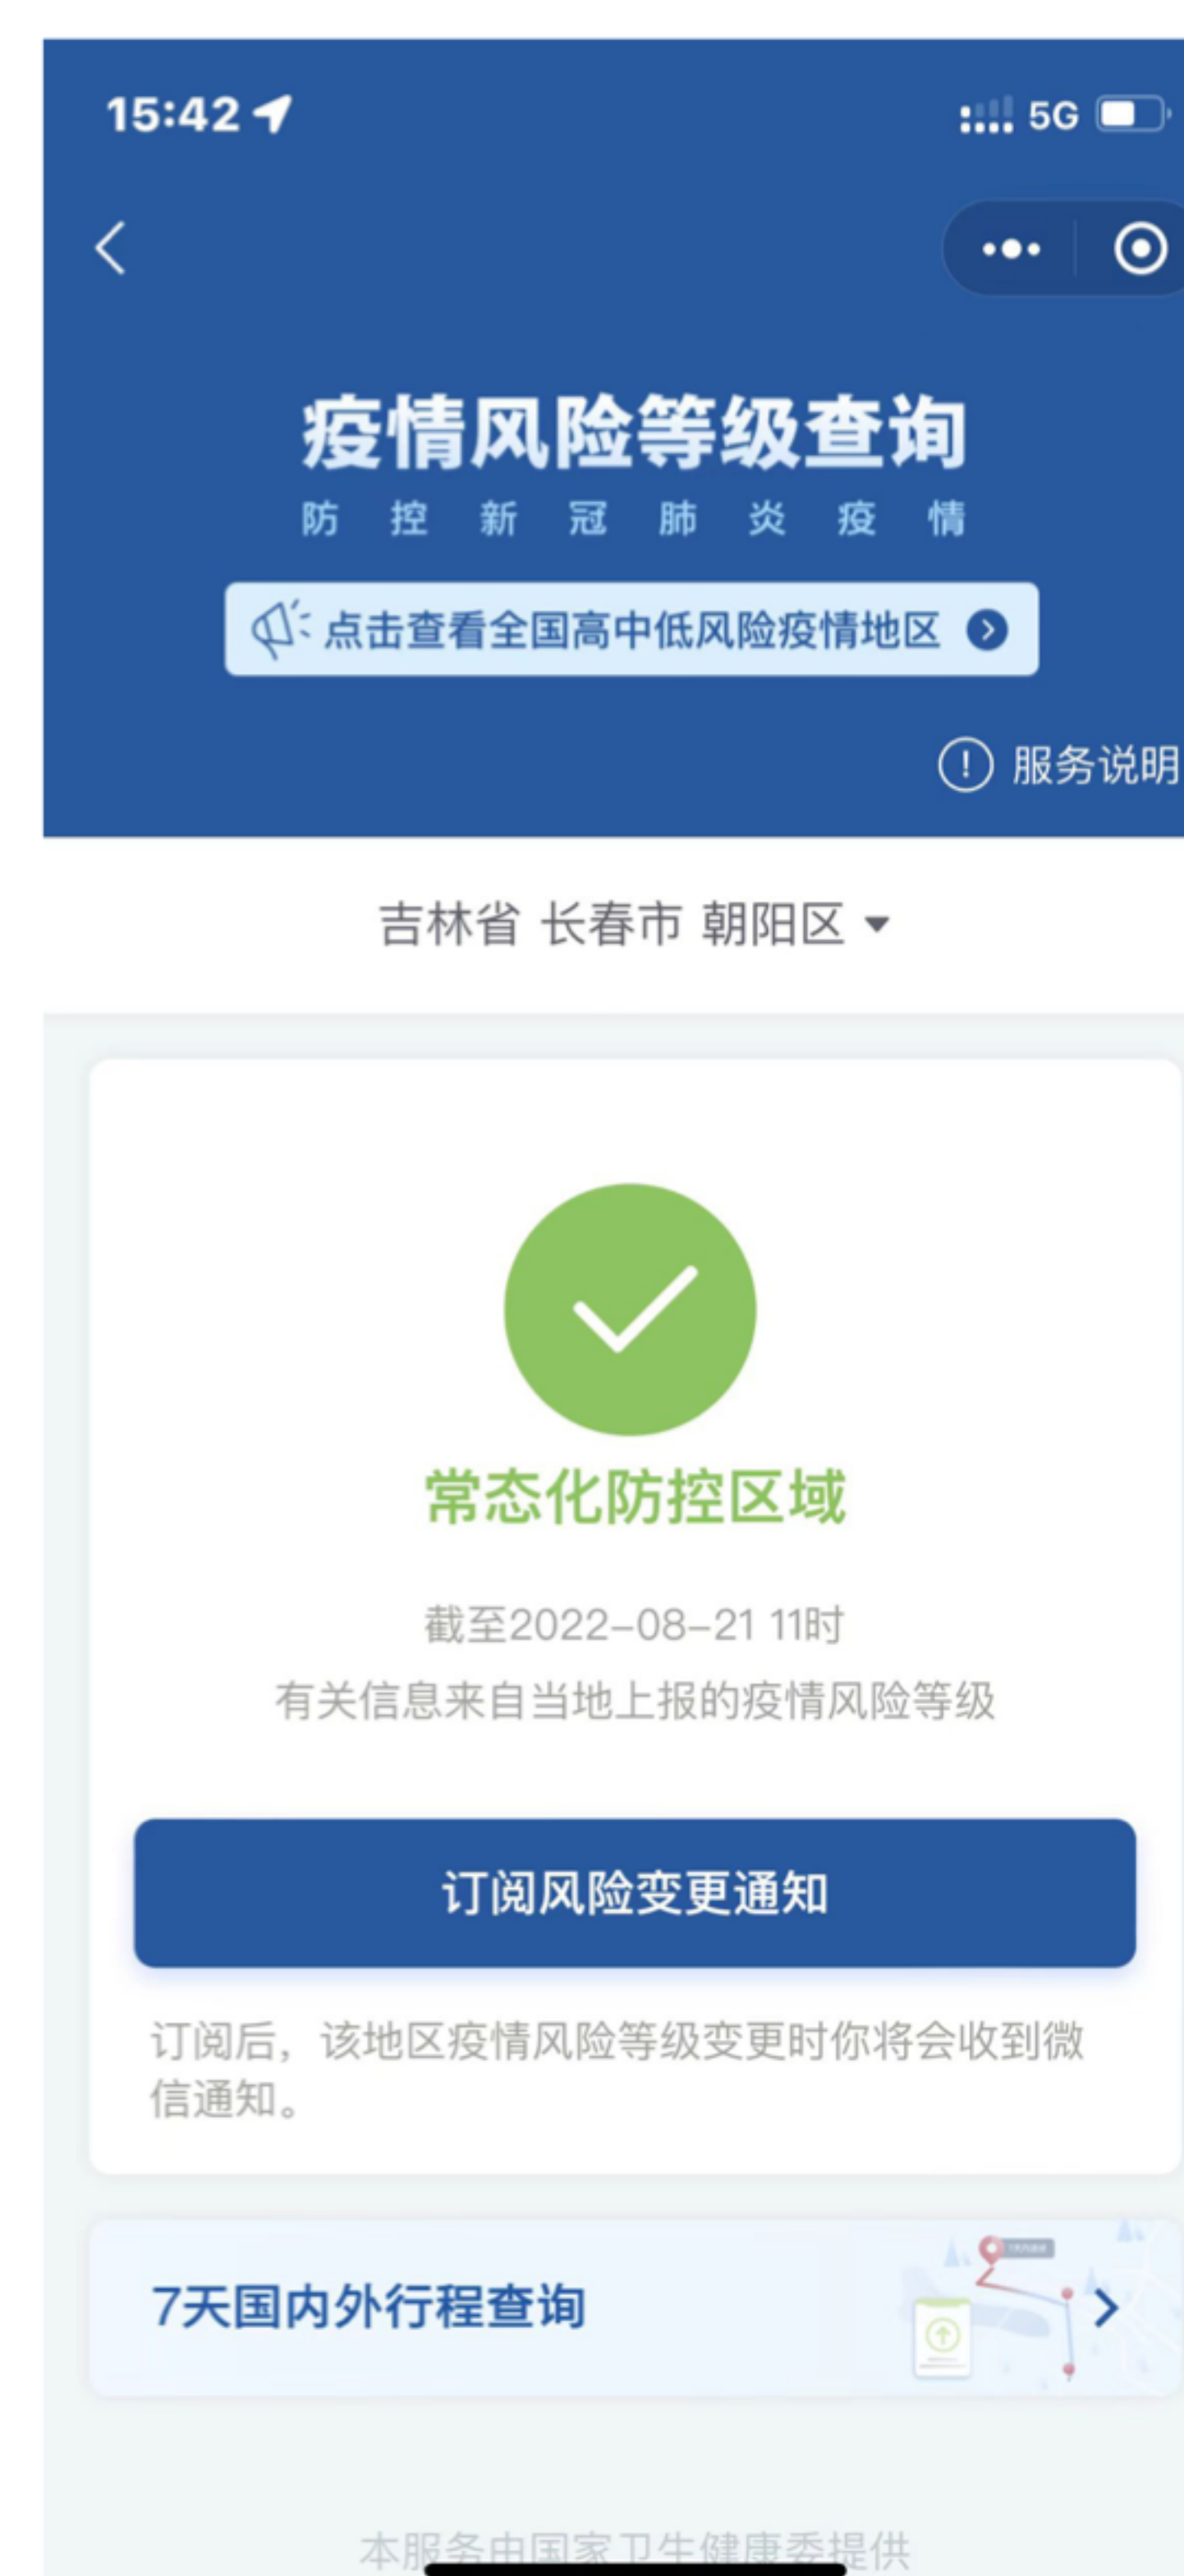 15:42
5G
疫情风险等级查询
防控新冠肺炎疫情
点击查看全国高中低风险疫情地区
服务说明
吉林省 长春市 朝阳区
常态化防控区域
截至2022-08-21 11时
有关信息来自当地上报的疫情风险等级
订阅风险变更通知
订阅后，该地区疫情风险等级变更时你将会收到微
信通知。
7天国内外行程查询
本服务由国家卫生健康委提供